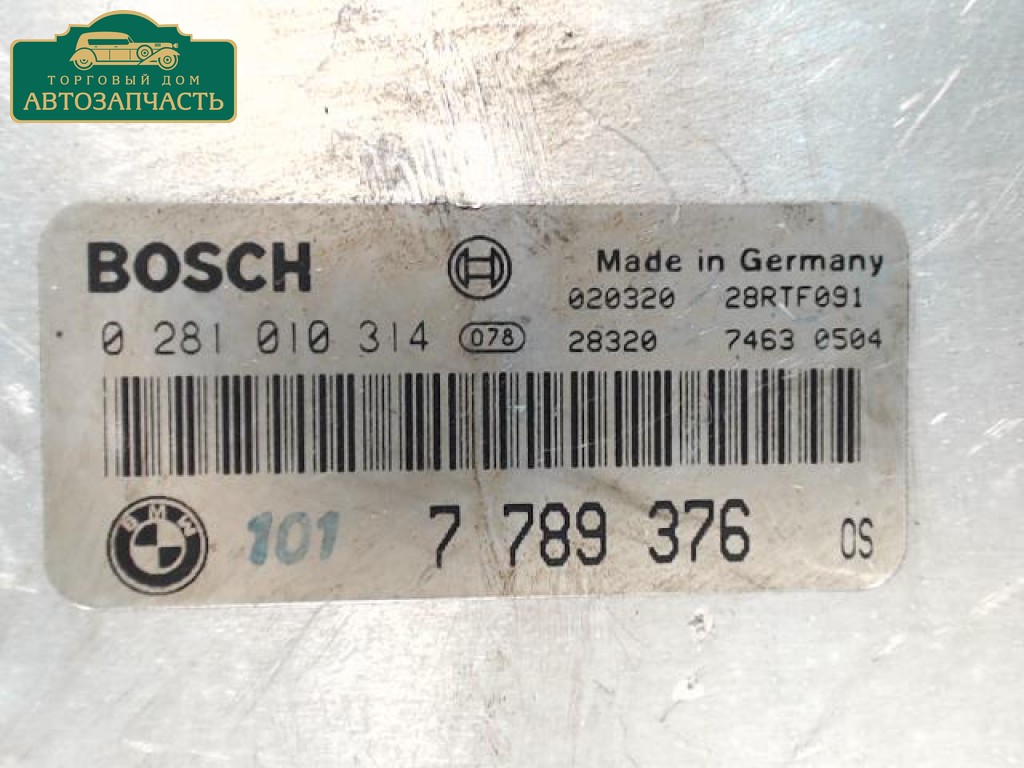 ТОРГОВЫЙ ДОМ
АВТОЗАПЧАСТЬ
BOSCH
Made in Germany
020320 28RTF091
0 281 010 314 078
28320 7463 0504
BMW 101 7 789 376 OS